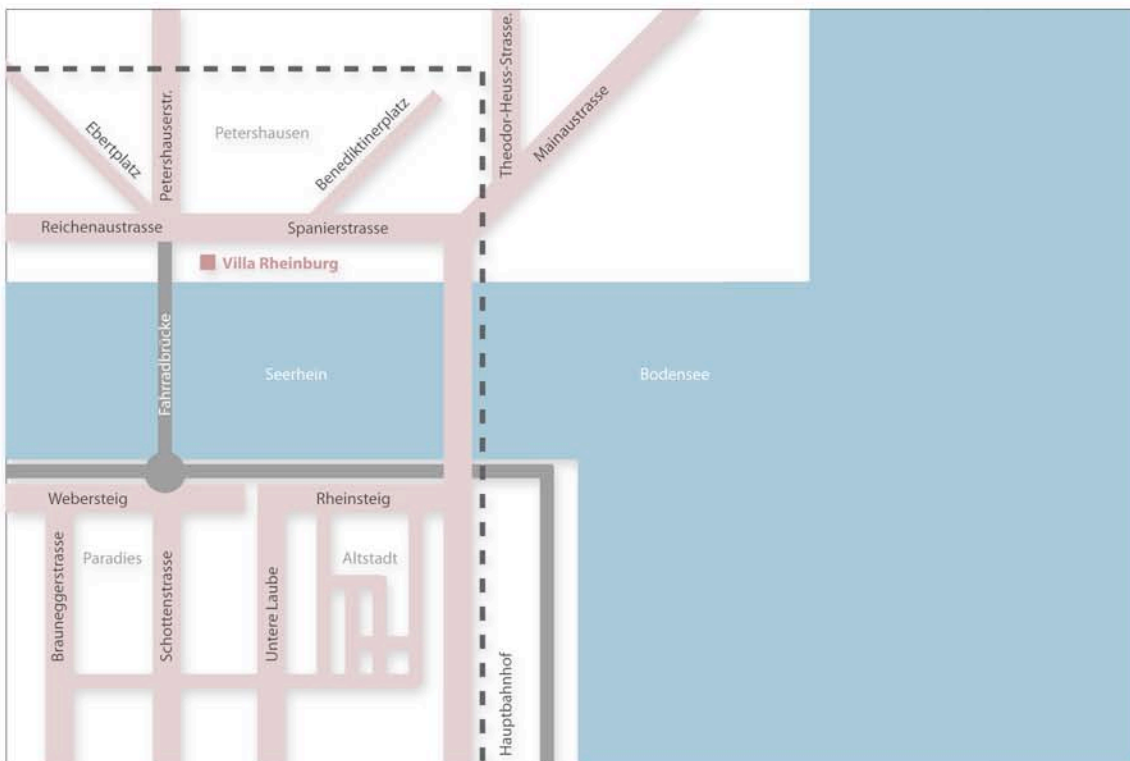 Theodor-Heuss-Strasse.
Mainaustrasse
Petershauserstr.
Ebertplatz
Petershausen
Benediktinerplatz
Reichenaustrasse
Spanierstrasse
Villa Rheinburg
Fahrradbrücke
Seerhein
Bodensee
Webersteig
Rheinsteig
Paradies
Altstadt
Brauneggerstrasse
Schottenstrasse
Untere Laube
Hauptbahnhof